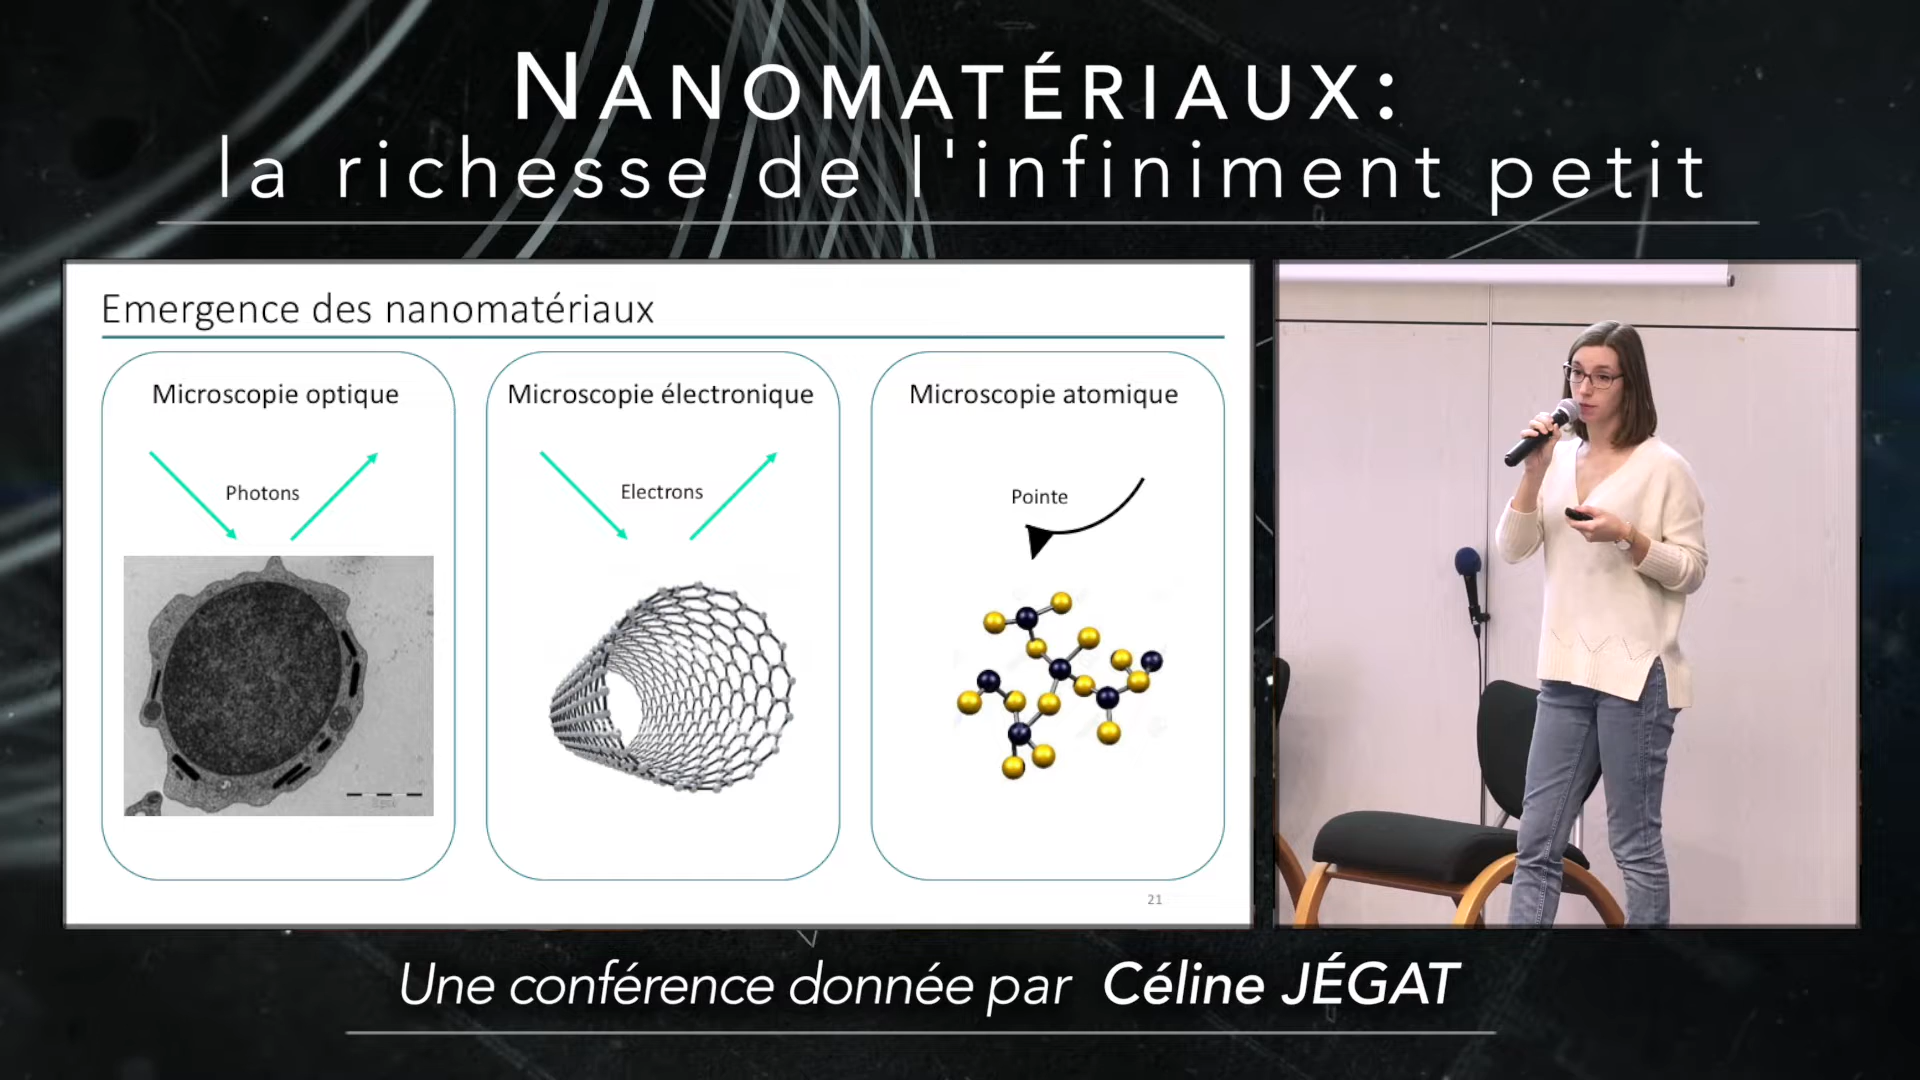 NANOMATÉRIAUX:
la richesse de l'infiniment petit
Emergence des nanomatériaux
Microscopie optique
Photons
Microscopie électronique
Electrons
Microscopie atomique
Pointe
21
Une conférence donnée par Céline JÉGAT